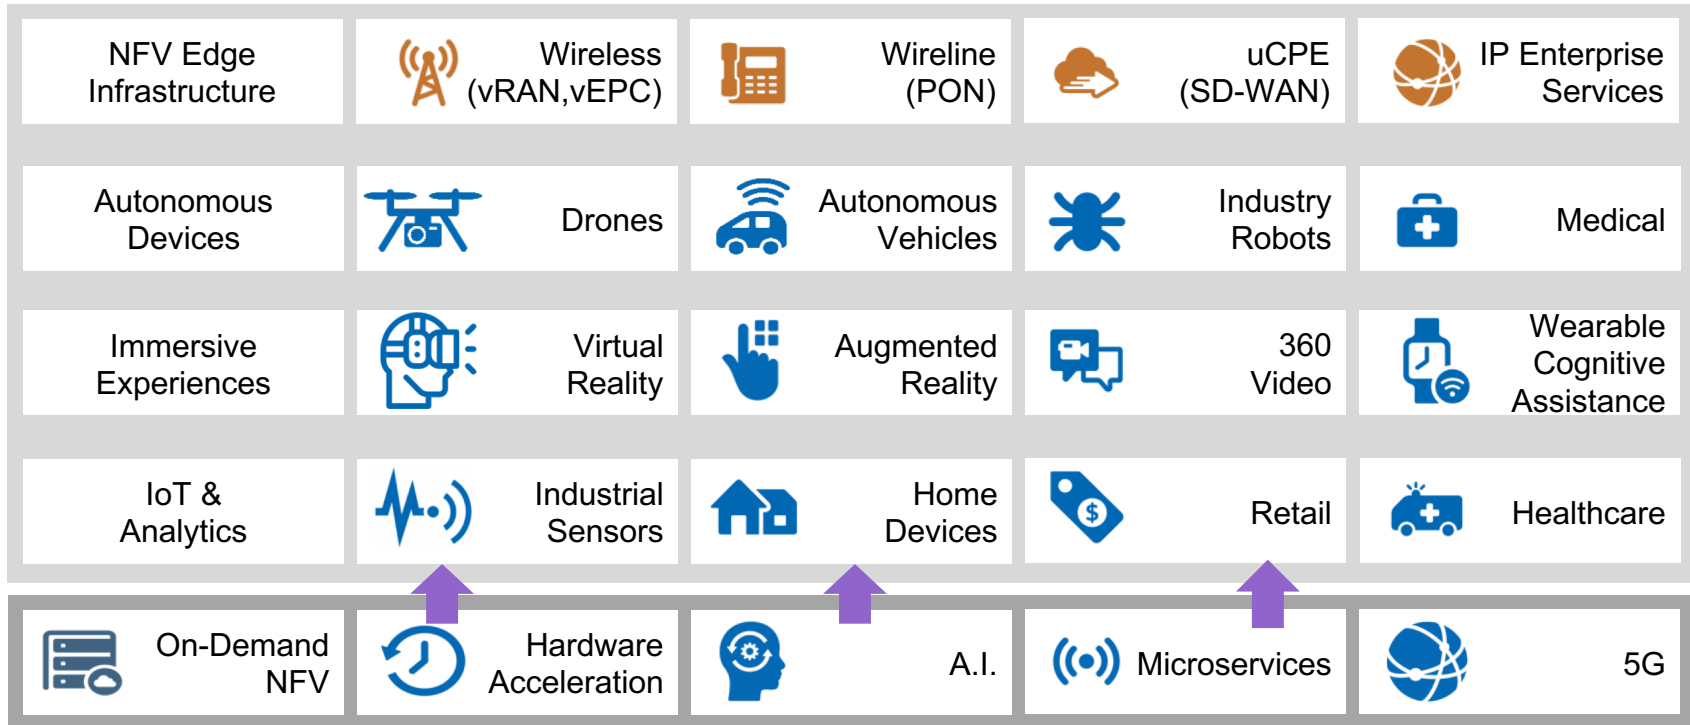 NFV Edge
Infrastructure
Wireless
(vRAN,vEPC)
Wireline
(PON)
uCPE
(SD-WAN)
IP Enterprise
Services
Autonomous
Devices
Drones
Autonomous
Vehicles
Industry
Robots
Medical
Immersive
Experiences
Virtual
Reality
Augmented
Reality
360
Video
Wearable
Cognitive
Assistance
IoT &
Analytics
Industrial
Sensors
Home
Devices
$
Retail
Healthcare
On-Demand
NFV
Hardware
Acceleration
A.I.
Microservices
5G